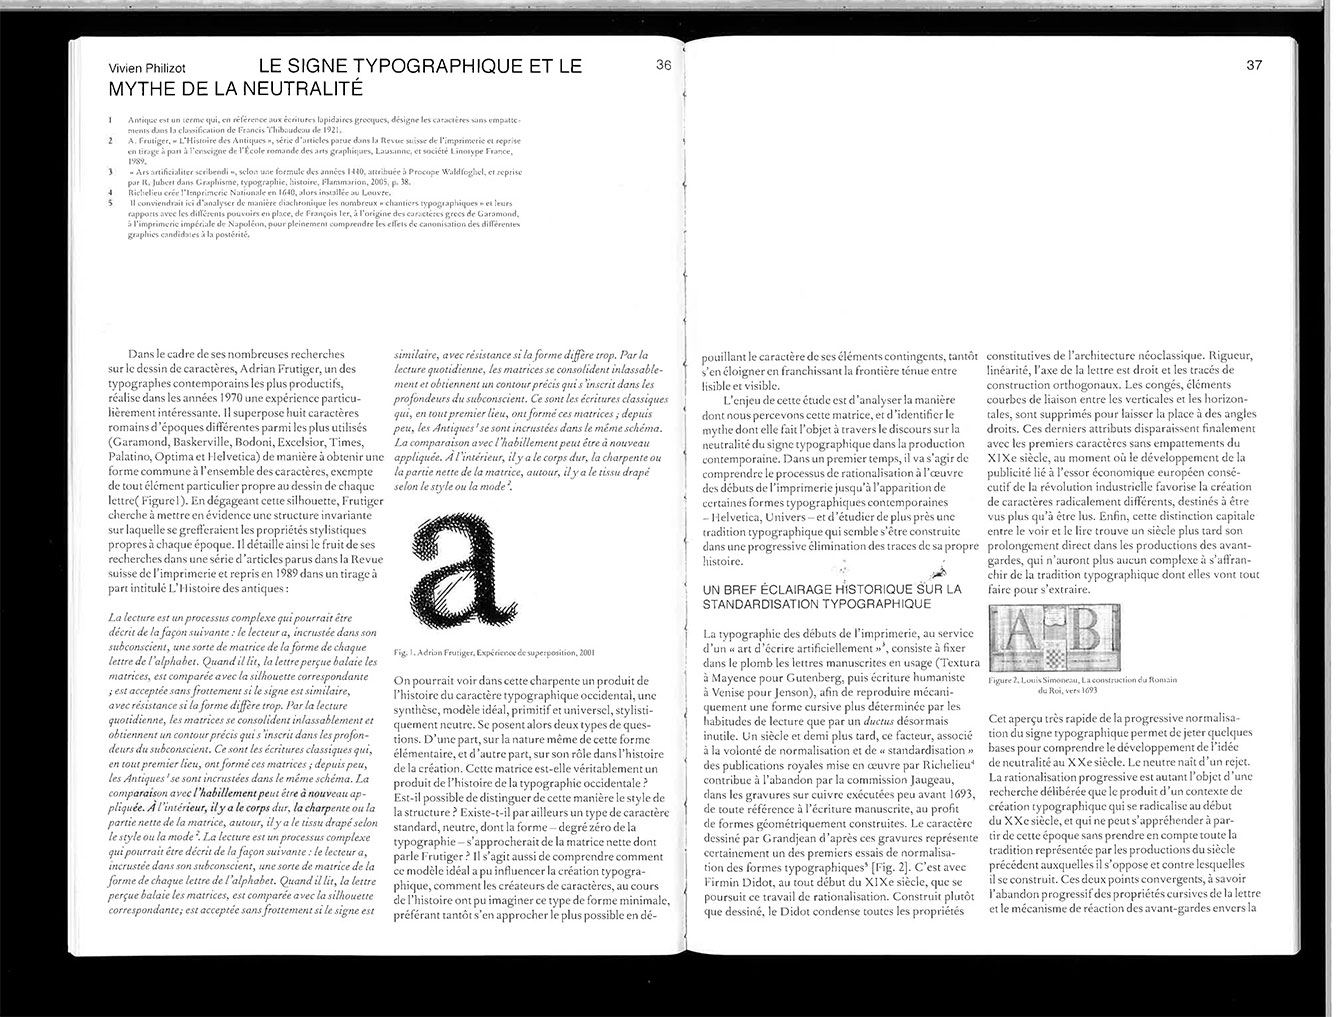 Vivien Philizot LE SIGNE TYPOGRAPHIQUE ET LE
MYTHE DE LA NEUTRALITÉ
36
1 Antique est un terme qui, en référence aux écritures lapidaires grecques, désigne les caractères sans empatte-
ments dans la classification de Francis Thibaudeau de 1921.
2 A. Frutiger, « L'Histoire des Antiques », série d'articles parue dans la Revue suisse de l'imprimerie et reprise
en tirage à part à l'enseigne de l'École romande des arts graphiques, Lausanne, et société Linotype France,
1989.
3 « Ars artificialiter scribendi », selon une formule des années 1440, attribuée à Procope Waldfoghel, et reprise
par R. Jubert dans Graphisme, typographie, histoire, Flammarion, 2005, p. 38.
4 Richelieu crée l'Imprimerie Nationale en 1640, alors installée au Louvre.
5 Il conviendrait ici d'analyser de manière diachronique les nombreux « chantiers typographiques » et leurs
rapports avec les différents pouvoirs en place, de François Ier, à l'origine des caractères grecs de Garamond,
à l'imprimerie impériale de Napoléon, pour pleinement comprendre les effets de canonisation des différentes
graphies candidates à la postérité.
Dans le cadre de ses nombreuses recherches
sur le dessin de caractères, Adrian Frutiger, un des
typographes contemporains les plus productifs,
réalise dans les années 1970 une expérience particu-
lièrement intéressante. Il superpose huit caractères
romains d'époques différentes parmi les plus utilisés
(Garamond, Baskerville, Bodoni, Excelsior, Times,
Palatino, Optima et Helvetica) de manière à obtenir une
forme commune à l'ensemble des caractères, exempte
de tout élément particulier propre au dessin de chaque
lettre( Figure1). En dégageant cette silhouette, Frutiger
cherche à mettre en évidence une structure invariante
sur laquelle se grefferaient les propriétés stylistiques
propres à chaque époque. Il détaille ainsi le fruit de ses
recherches dans une série d'articles parus dans la Revue
suisse de l'imprimerie et repris en 1989 dans un tirage à
part intitulé L'Histoire des antiques :
La lecture est un processus complexe qui pourrait être
décrit de la façon suivante : le lecteur a, incrustée dans son
subconscient, une sorte de matrice de la forme de chaque
lettre de l'alphabet. Quand il lit, la lettre perçue balaie les
matrices, est comparée avec la silhouette correspondante
; est acceptée sans frottement si le signe est similaire,
avec résistance si la forme diffère trop. Par la lecture
quotidienne, les matrices se consolident inlassablement et
obtiennent un contour précis qui s'inscrit dans les profon-
deurs du subconscient. Ce sont les écritures classiques qui,
en tout premier lieu, ont formé ces matrices ; depuis peu,
les Antiques¹ se sont incrustées dans le même schéma. La
comparaison avec l'habillement peut être à nouveau ap-
pliquée. À l'intérieur, il y a le corps dur, la charpente ou la
partie nette de la matrice, autour, il y a le tissu drapé selon
le style ou la mode². La lecture est un processus complexe
qui pourrait être décrit de la façon suivante : le lecteur a,
incrustée dans son subconscient, une sorte de matrice de la
forme de chaque lettre de l'alphabet. Quand il lit, la lettre
perçue balaie les matrices, est comparée avec la silhouette
correspondante; est acceptée sans frottement si le signe est
similaire, avec résistance si la forme diffère trop. Par la
lecture quotidienne, les matrices se consolident inlassable-
ment et obtiennent un contour précis qui s'inscrit dans les
profondeurs du subconscient. Ce sont les écritures classiques
qui, en tout premier lieu, ont formé ces matrices ; depuis
peu, les Antiques¹ se sont incrustées dans le même schéma.
La comparaison avec l'habillement peut être à nouveau
appliquée. À l'intérieur, il y a le corps dur, la charpente ou
la partie nette de la matrice, autour, il y a le tissu drapé
selon le style ou la mode².
a
Fig. 1. Adrian Frutiger, Expérience de superposition, 2001
On pourrait voir dans cette charpente un produit de
l'histoire du caractère typographique occidental, une
synthèse, modèle idéal, primitif et universel, stylisti-
quement neutre. Se posent alors deux types de ques-
tions. D'une part, sur la nature même de cette forme
élémentaire, et d'autre part, sur son rôle dans l'histoire
de la création. Cette matrice est-elle véritablement un
produit de l'histoire de la typographie occidentale ?
Est-il possible de distinguer de cette manière le style de
la structure ? Existe-t-il par ailleurs un type de caractère
standard, neutre, dont la forme – degré zéro de la
typographie – s'approcherait de la matrice nette dont
parle Frutiger ? Il s'agit aussi de comprendre comment
ce modèle idéal a pu influencer la création typogra-
phique, comment les créateurs de caractères, au cours
de l'histoire ont pu imaginer ce type de forme minimale,
préférant tantôt s'en approcher le plus possible en dé-
37
pouillant le caractère de ses éléments contingents, tantôt
s'en éloigner en franchissant la frontière ténue entre
lisible et visible.
L'enjeu de cette étude est d'analyser la manière
dont nous percevons cette matrice, et d'identifier le
mythe dont elle fait l'objet à travers le discours sur la
neutralité du signe typographique dans la production
contemporaine. Dans un premier temps, il va s'agir de
comprendre le processus de rationalisation à l'œuvre
des débuts de l'imprimerie jusqu'à l'apparition de
certaines formes typographiques contemporaines
– Helvetica, Univers – et d'étudier de plus près une
tradition typographique qui semble s'être construite
dans une progressive élimination des traces de sa propre
histoire.
UN BREF ÉCLAIRAGE HISTORIQUE SUR LA
STANDARDISATION TYPOGRAPHIQUE
La typographie des débuts de l'imprimerie, au service
d'un « art d'écrire artificiellement »³, consiste à fixer
dans le plomb les lettres manuscrites en usage (Textura
à Mayence pour Gutenberg, puis écriture humaniste
à Venise pour Jenson), afin de reproduire mécani-
quement une forme cursive plus déterminée par les
habitudes de lecture que par un ductus désormais
inutile. Un siècle et demi plus tard, ce facteur, associé
à la volonté de normalisation et de « standardisation »
des publications royales mise en œuvre par Richelieu⁴
contribue à l'abandon par la commission Jaugeau,
dans les gravures sur cuivre exécutées peu avant 1693,
de toute référence à l'écriture manuscrite, au profit
de formes géométriquement construites. Le caractère
dessiné par Grandjean d'après ces gravures représente
certainement un des premiers essais de normalisa-
tion des formes typographiques⁵ [Fig. 2]. C'est avec
Firmin Didot, au tout début du XIXe siècle, que se
poursuit ce travail de rationalisation. Construit plutôt
que dessiné, le Didot condense toutes les propriétés
constitutives de l'architecture néoclassique. Rigueur,
linéarité, l'axe de la lettre est droit et les tracés de
construction orthogonaux. Les congés, éléments
courbes de liaison entre les verticales et les horizon-
tales, sont supprimés pour laisser la place à des angles
droits. Ces derniers attributs disparaissent finalement
avec les premiers caractères sans empattements du
XIXe siècle, au moment où le développement de la
publicité lié à l'essor économique européen consé-
cutif de la révolution industrielle favorise la création
de caractères radicalement différents, destinés à être
vus plus qu'à être lus. Enfin, cette distinction capitale
entre le voir et le lire trouve un siècle plus tard son
prolongement direct dans les productions des avant-
gardes, qui n'auront plus aucun complexe à s'affran-
chir de la tradition typographique dont elles vont tout
faire pour s'extraire.
A B
Figure 2. Louis Simoneau, La construction du Romain
du Roi, vers 1693
Cet aperçu très rapide de la progressive normalisa-
tion du signe typographique permet de jeter quelques
bases pour comprendre le développement de l'idée
de neutralité au XXe siècle. Le neutre naît d'un rejet.
La rationalisation progressive est autant l'objet d'une
recherche délibérée que le produit d'un contexte de
création typographique qui se radicalise au début
du XXe siècle, et qui ne peut s'appréhender à par-
tir de cette époque sans prendre en compte toute la
tradition représentée par les productions du siècle
précédent auxquelles il s'oppose et contre lesquelles
il se construit. Ces deux points convergents, à savoir
l'abandon progressif des propriétés cursives de la lettre
et le mécanisme de réaction des avant-gardes envers la